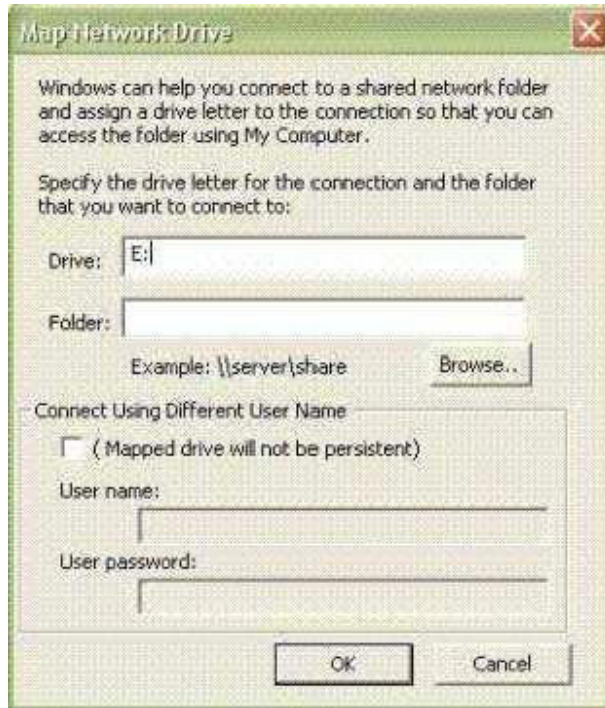 Map Network Drive
Windows can help you connect to a shared network folder
and assign a drive letter to the connection so that you can
access the folder using My Computer.
Specify the drive letter for the connection and the folder
that you want to connect to:
Drive: E:
Folder:
Example: \\server\share Browse..
Connect Using Different User Name
( Mapped drive will not be persistent)
User name:
User password:
OK Cancel